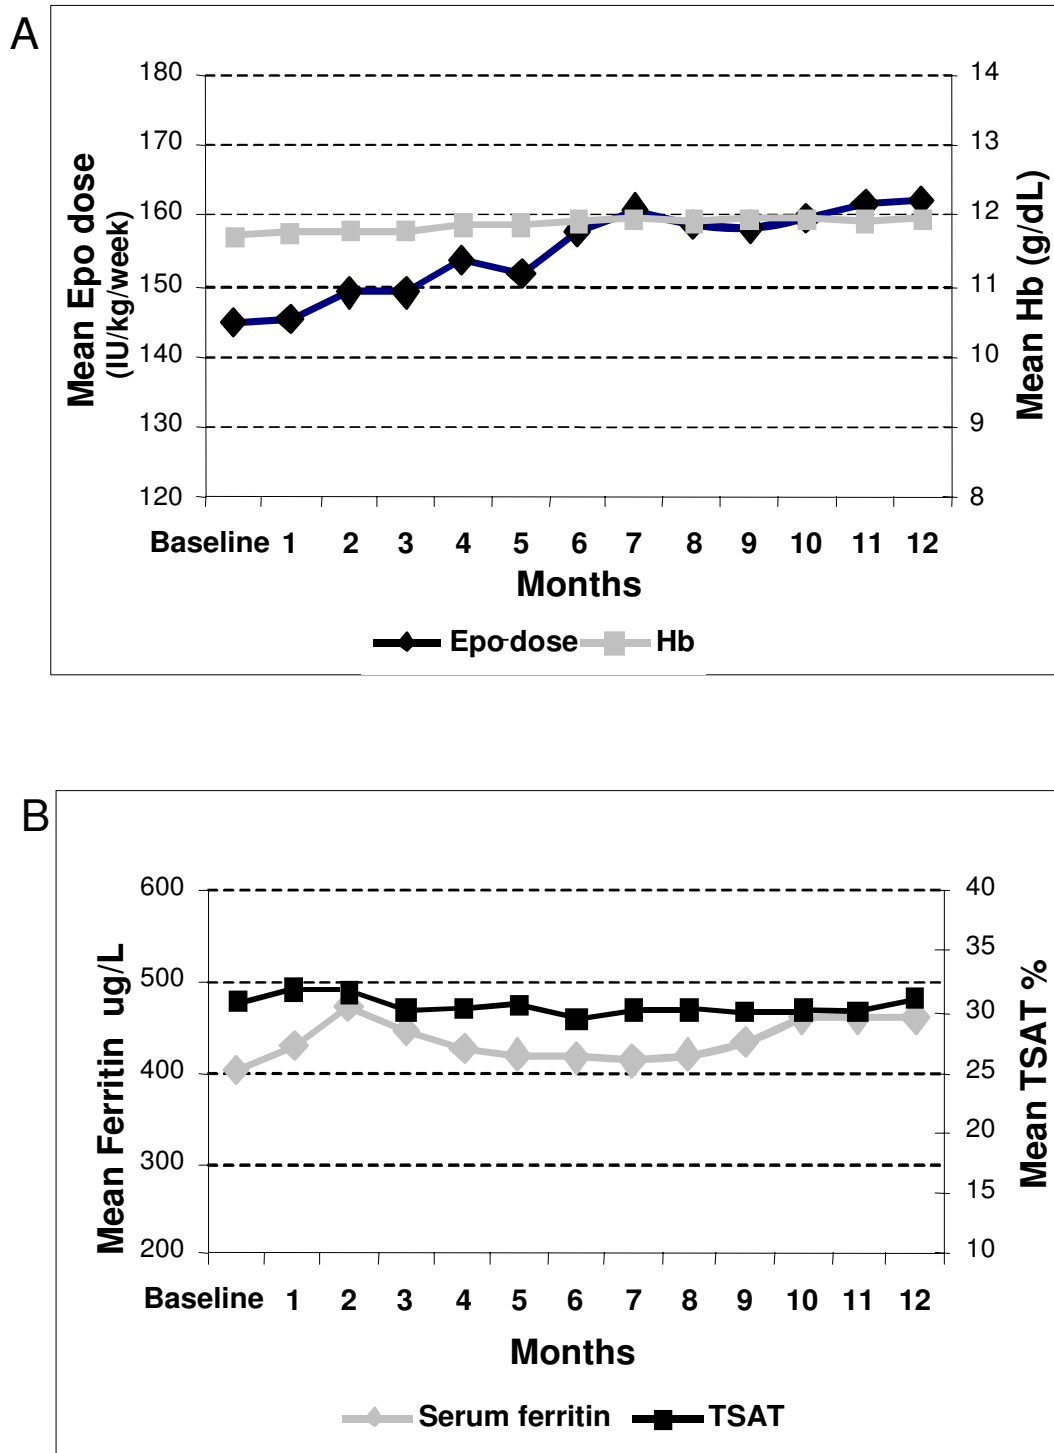 A
180
170
160
150
140
130
120
14
13
12
11
10
9
8
Mean Epo dose
(IU/kg/week)
Mean Hb (g/dL)
Baseline 1 2 3 4 5 6 7 8 9 10 11 12
Months
Epo-dose Hb
B
600
500
400
300
200
40
35
30
25
20
15
10
Mean Ferritin ug/L
Mean TSAT %
Baseline 1 2 3 4 5 6 7 8 9 10 11 12
Months
Serum ferritin TSAT